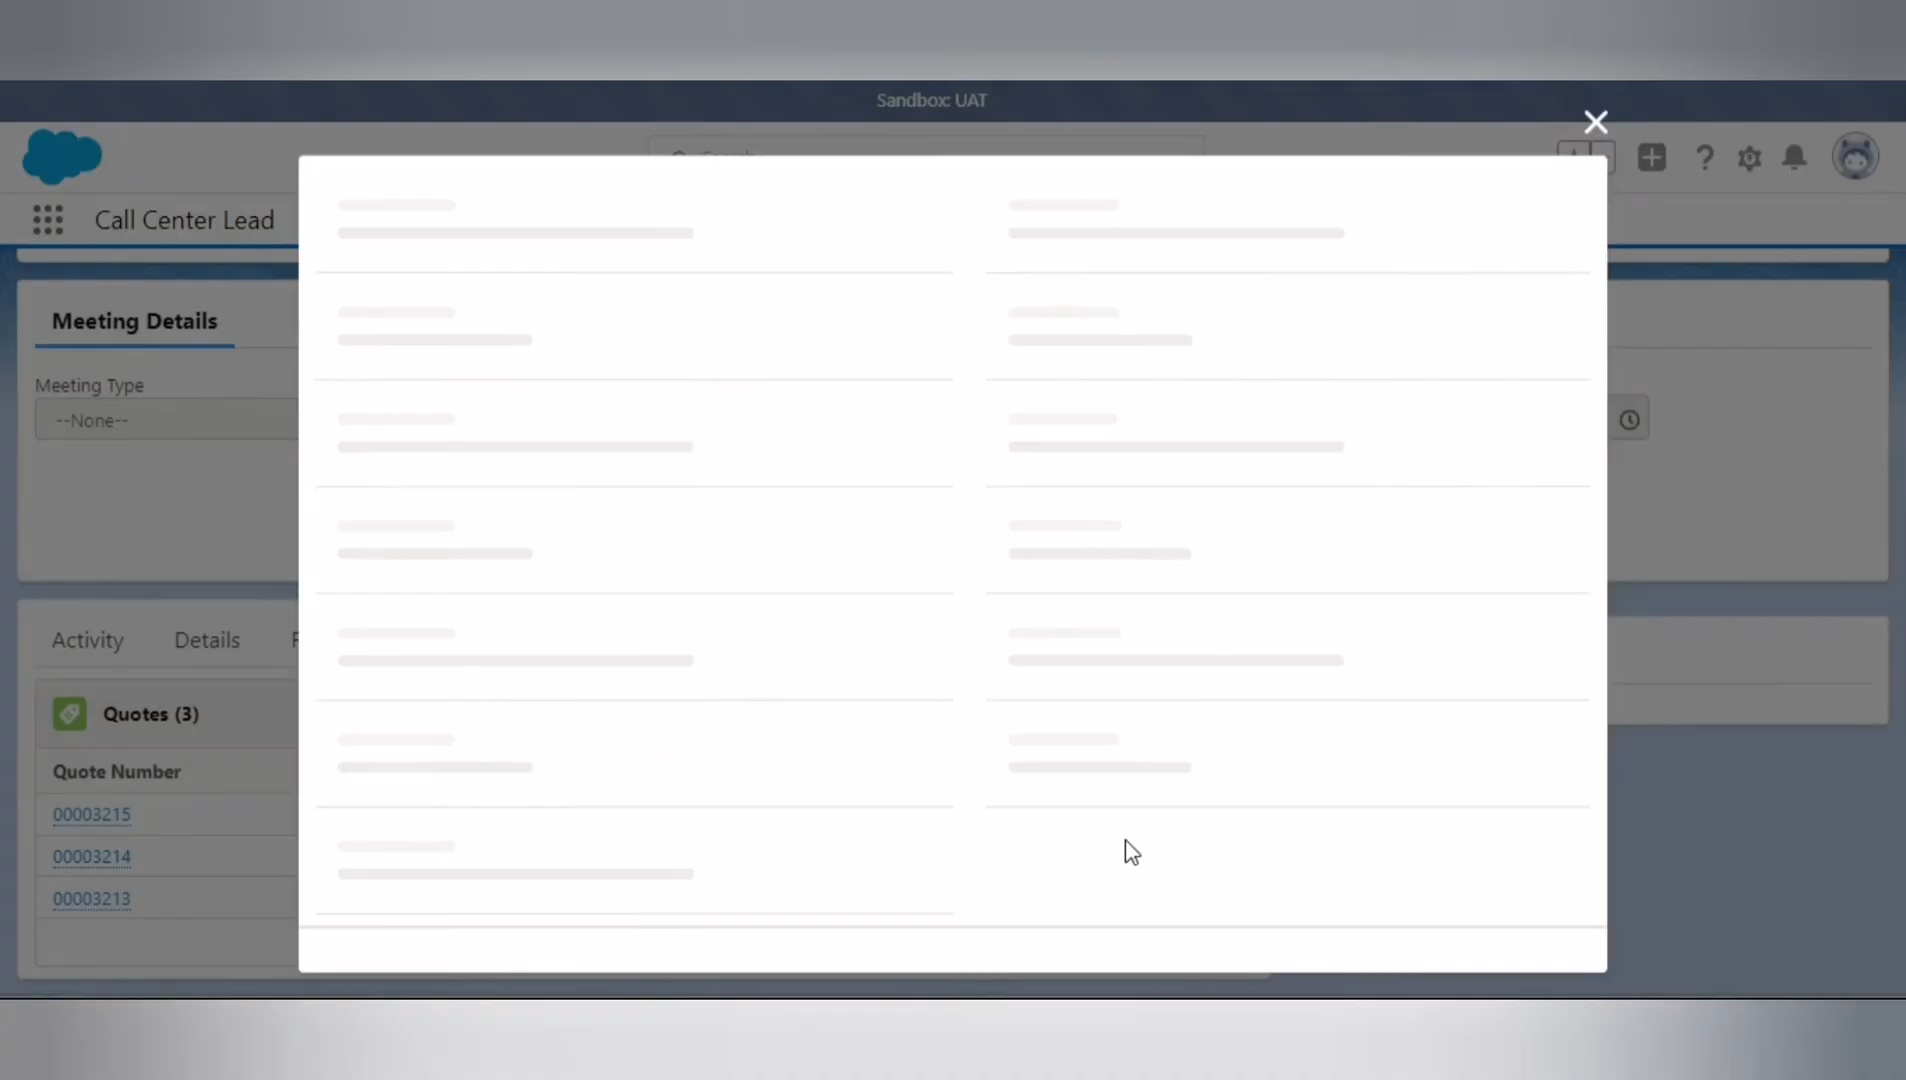 Sandbox: UAT
Call Center Lead
Meeting Details
Meeting Type
--None--
Activity
Details
Quotes (3)
Quote Number
00003215
00003214
00003213